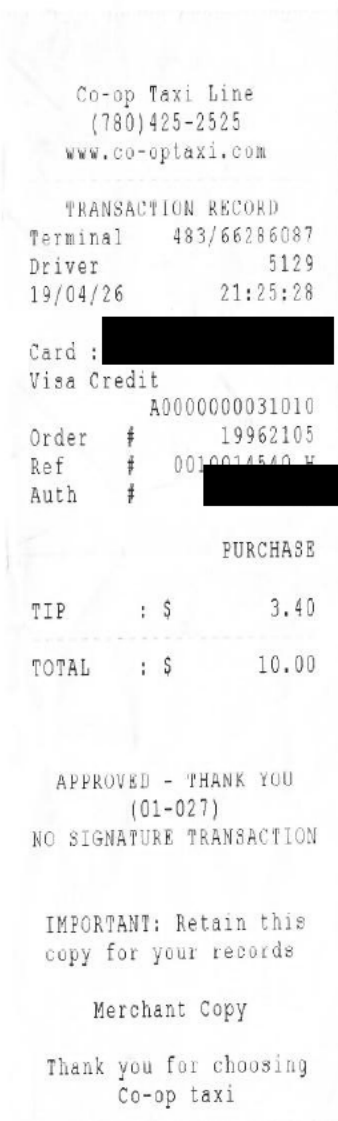 Co-op Taxi Line
(780)425-2525
www.co-optaxi.com
TRANSACTION RECORD
Terminal 483/66286087
Driver 5129
19/04/26 21:25:28
Card :
Visa Credit
A0000000031010
Order # 19962105
Ref # 0010014540 H
Auth #
PURCHASE
TIP : $ 3.40
TOTAL : $ 10.00
APPROVED - THANK YOU
(01-027)
NO SIGNATURE TRANSACTION
IMPORTANT: Retain this
copy for your records
Merchant Copy
Thank you for choosing
Co-op taxi